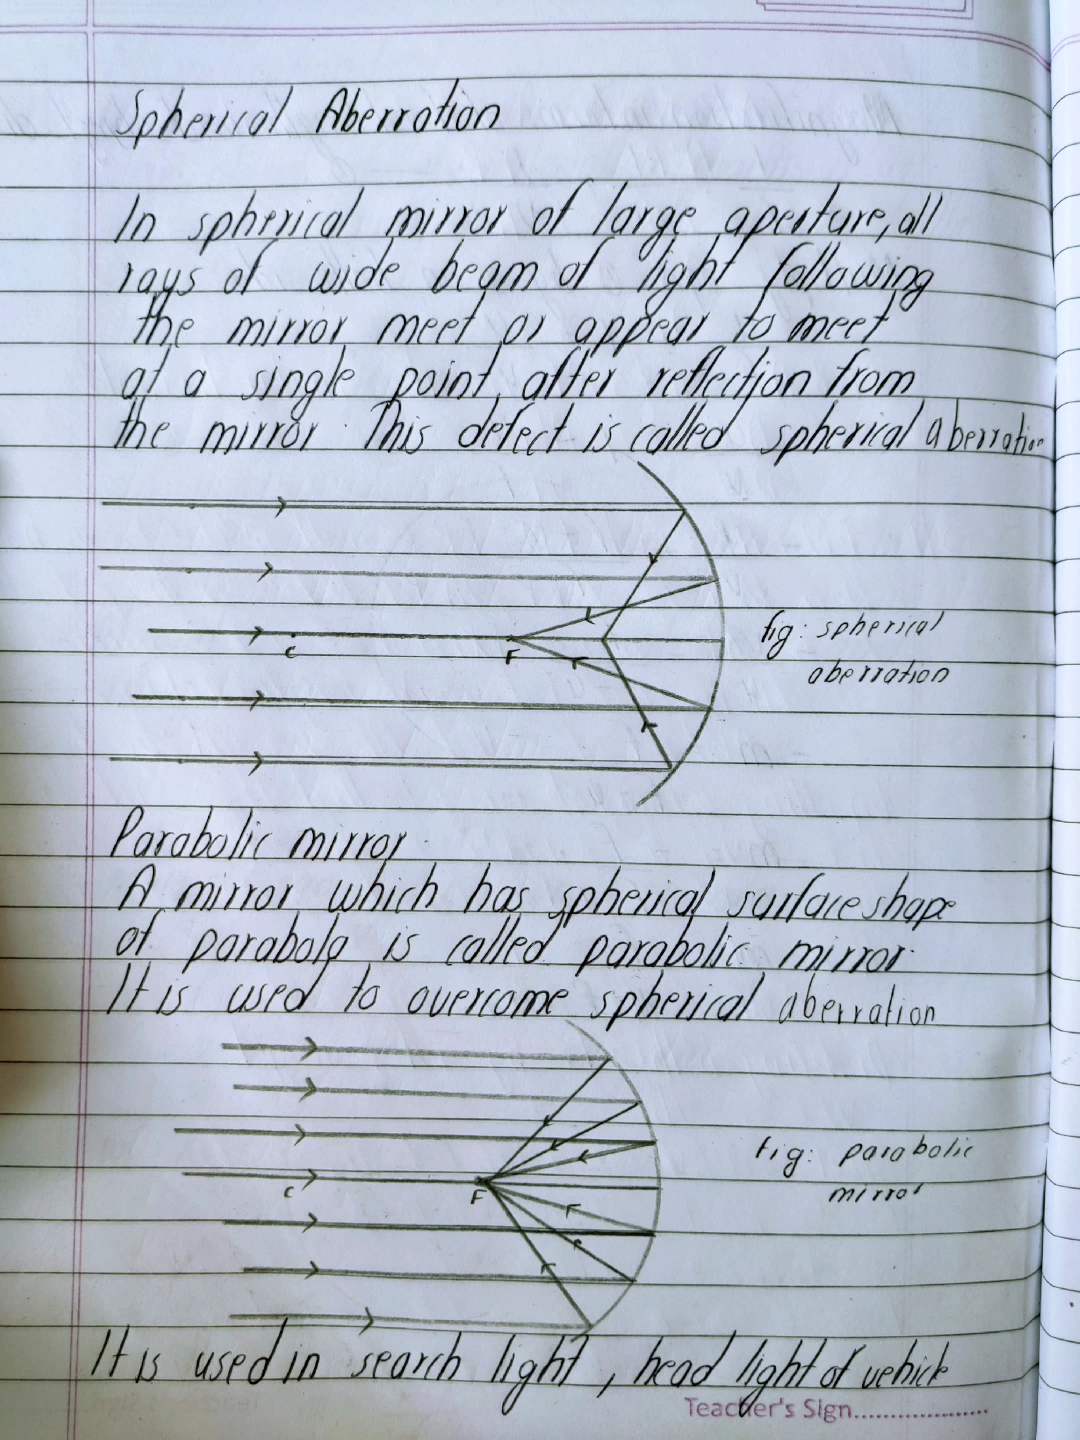 Spherical Aberration
In spherical mirror of large aperture, all
rays of wide beam of light following
the mirror meet or appear to meet
at a single point, after reflection from
the mirror. This defect is called spherical aberration
C
F
fig: spherical
aberration
Parabolic mirror.
A mirror which has spherical surface shape
of parabola is called parabolic mirror.
It is used to overcome spherical aberration
C
F
fig: parabolic
mirror
It is used in search light, head light of vehicle
Teacher's Sign....................